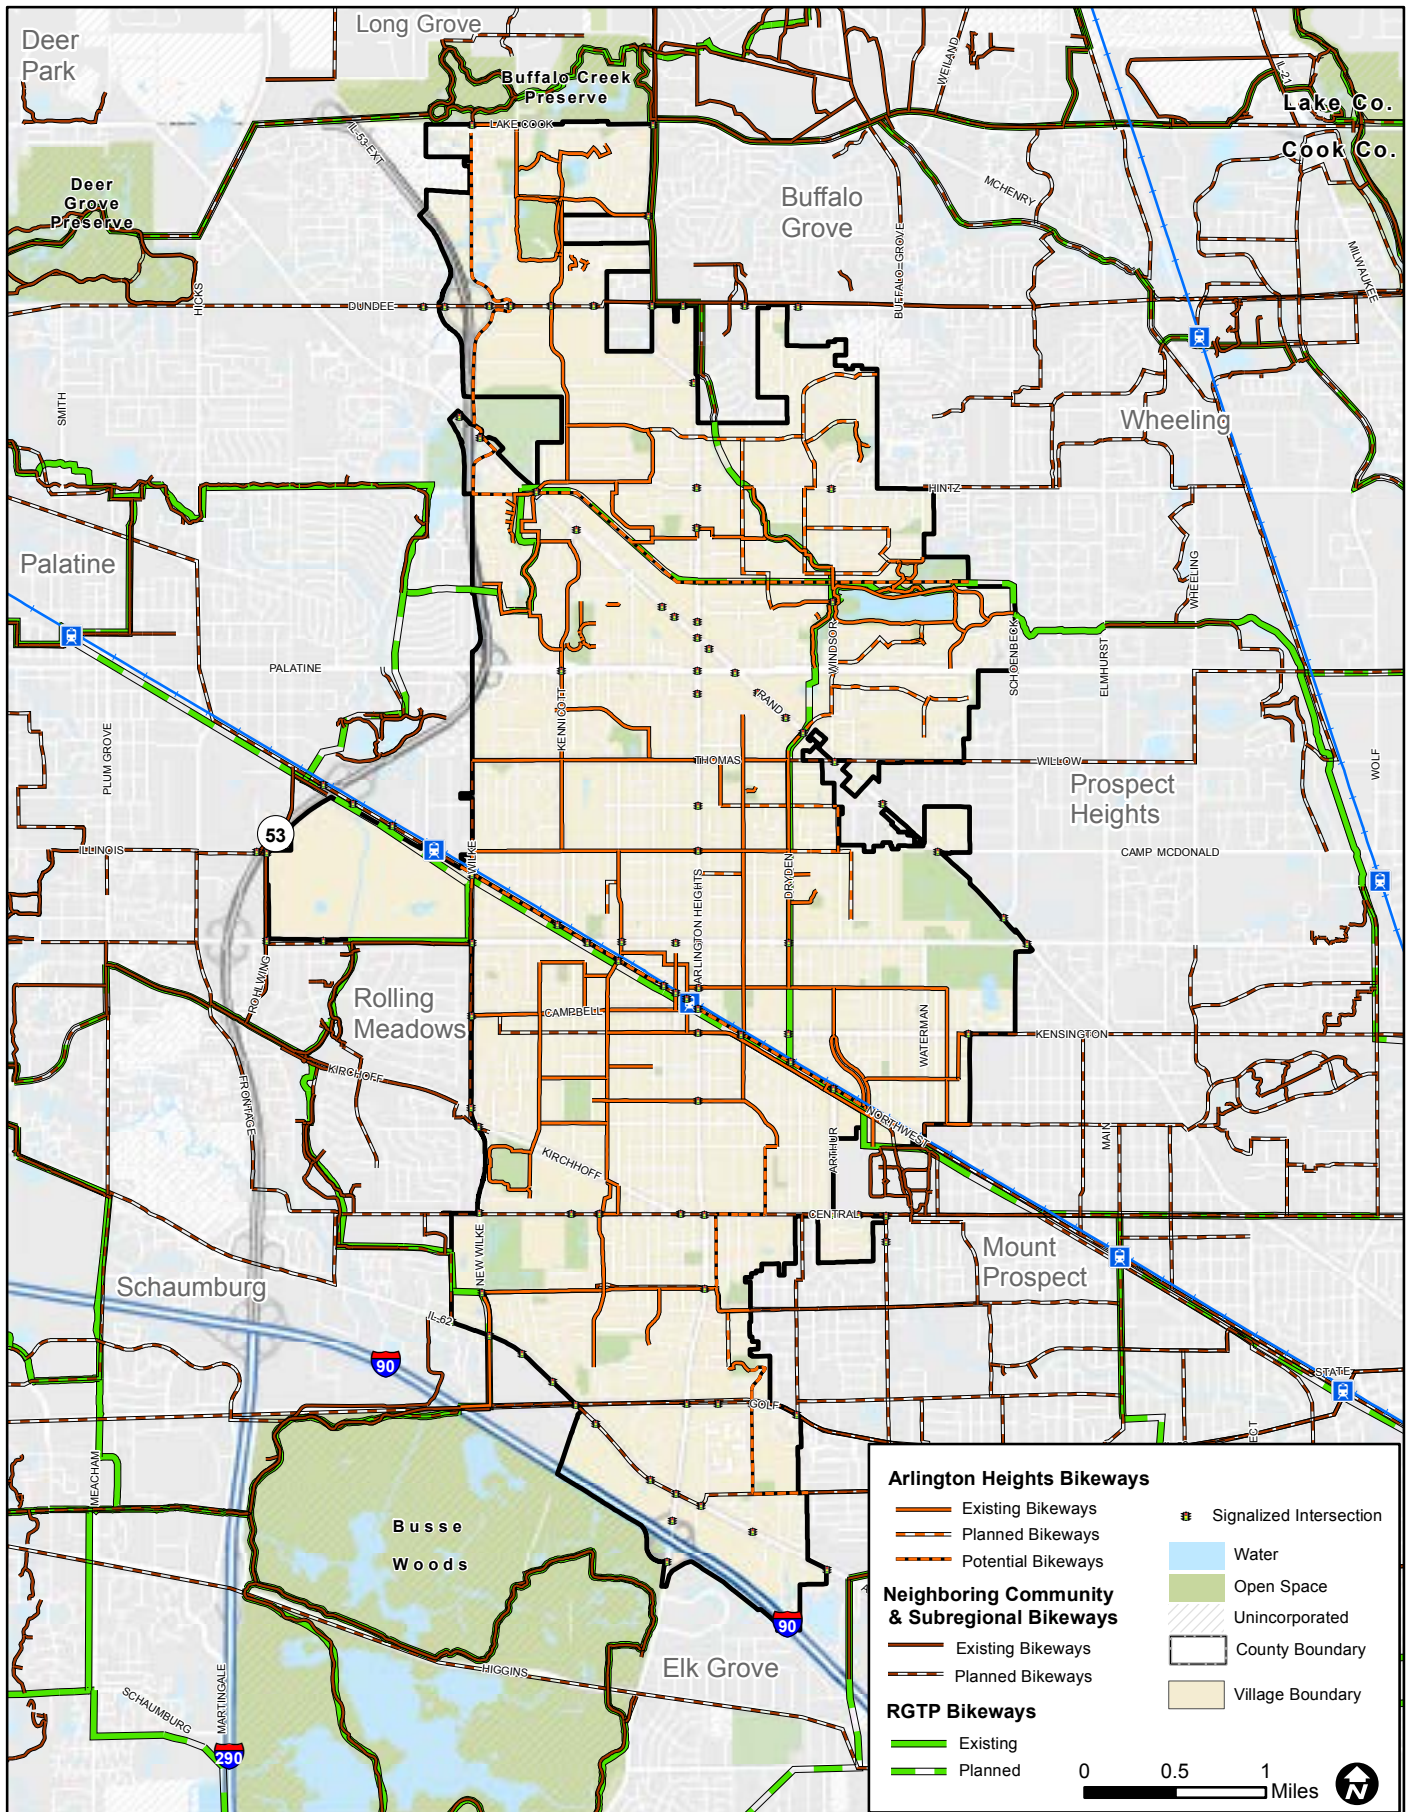 Long Grove
Deer
Park
WEILAND
IL-21
Buffalo Creek
Preserve
Lake Co.
LAKE COOK
IL-53-EXT
Cook Co.
Deer
Grove
Preserve
MCHENRY
Buffalo
Grove
BUFFALO GROVE
MILWAUKEE
HICKS
DUNDEE
SMITH
Wheeling
HINTZ
Palatine
WHEELING
WINDSOR
SCHOENBECK
ELMHURST
PALATINE
KENNICOTT
RAND
PLUM GROVE
THOMAS
WILLOW
WOLF
Prospect
Heights
53
ILLINOIS
WILKE
DRYDEN
CAMP MCDONALD
ARLINGTON HEIGHTS
ROHLWING
Rolling
Meadows
CAMPBELL
WATERMAN
KENSINGTON
KIRCHOFF
FRONTAGE
NORTHWEST
MAIN
ARTHUR
KIRCHHOFF
CENTRAL
NEW WILKE
Mount
Prospect
Schaumburg
IL-62
90
STATE
GOLF
ECT
MEACHAM
Busse
Woods
90
HIGGINS
Elk Grove
MARTINGALE
SCHAUMBURG
290
Arlington Heights Bikeways
Existing Bikeways
Planned Bikeways
Potential Bikeways
Neighboring Community
& Subregional Bikeways
Existing Bikeways
Planned Bikeways
RGTP Bikeways
Existing
Planned
Signalized Intersection
Water
Open Space
Unincorporated
County Boundary
Village Boundary
0 0.5 1
Miles
N